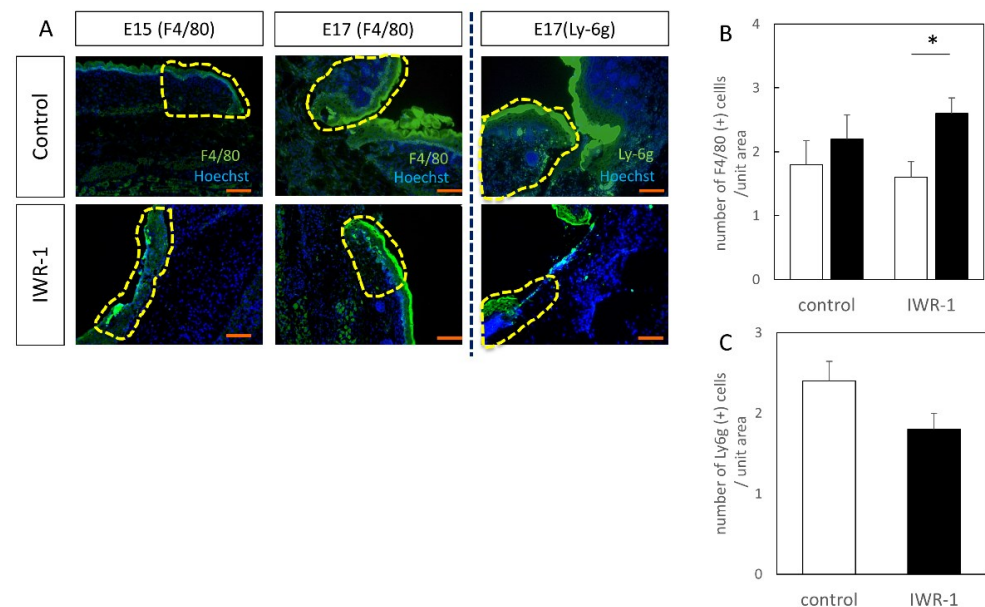 A
E15 (F4/80)
E17 (F4/80)
E17(Ly-6g)
Control
F4/80
Hoechst
F4/80
Hoechst
Ly-6g
Hoechst
IWR-1
B
number of F4/80 (+) cellls
/unit area
4
3
2
1
0
*
control
IWR-1
C
number of Ly6g (+) cells
/ unit area
3
2
1
0
control
IWR-1